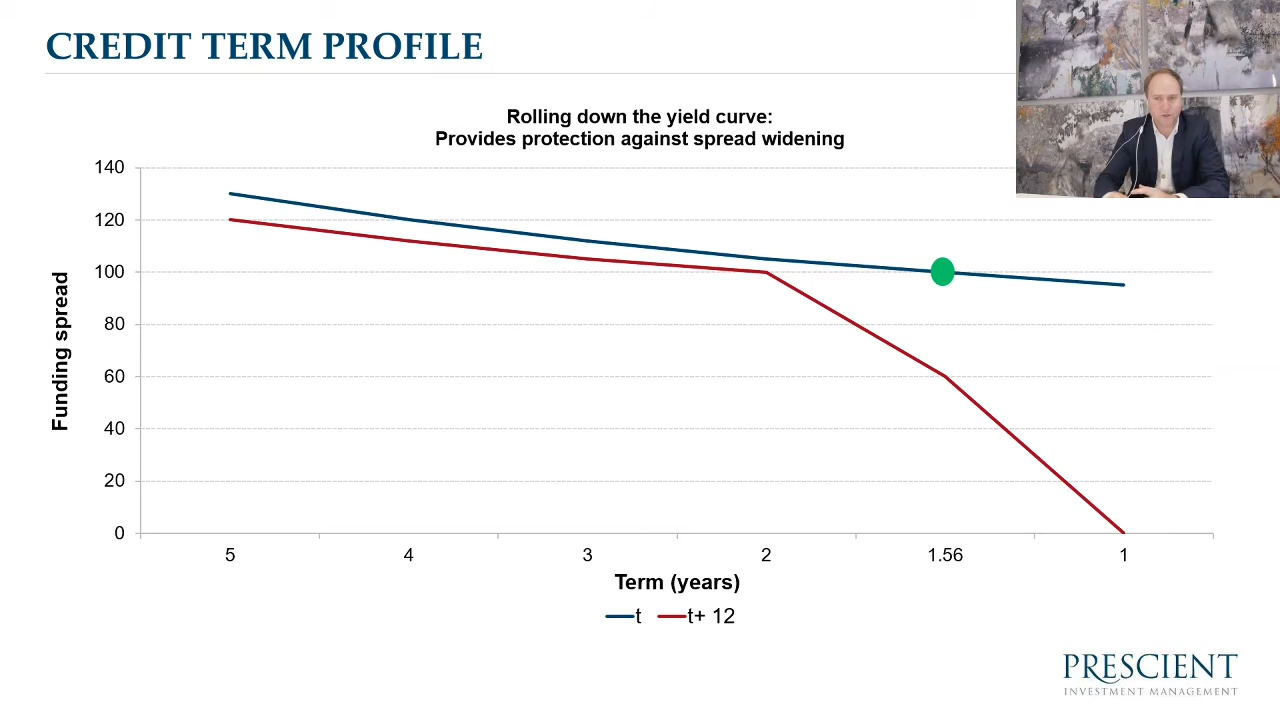 CREDIT TERM PROFILE
Rolling down the yield curve:
Provides protection against spread widening
Funding spread
140
120
100
80
60
40
20
0
5 4 3 2 1.56 1
Term (years)
t t+ 12
PRESCIENT
INVESTMENT MANAGEMENT